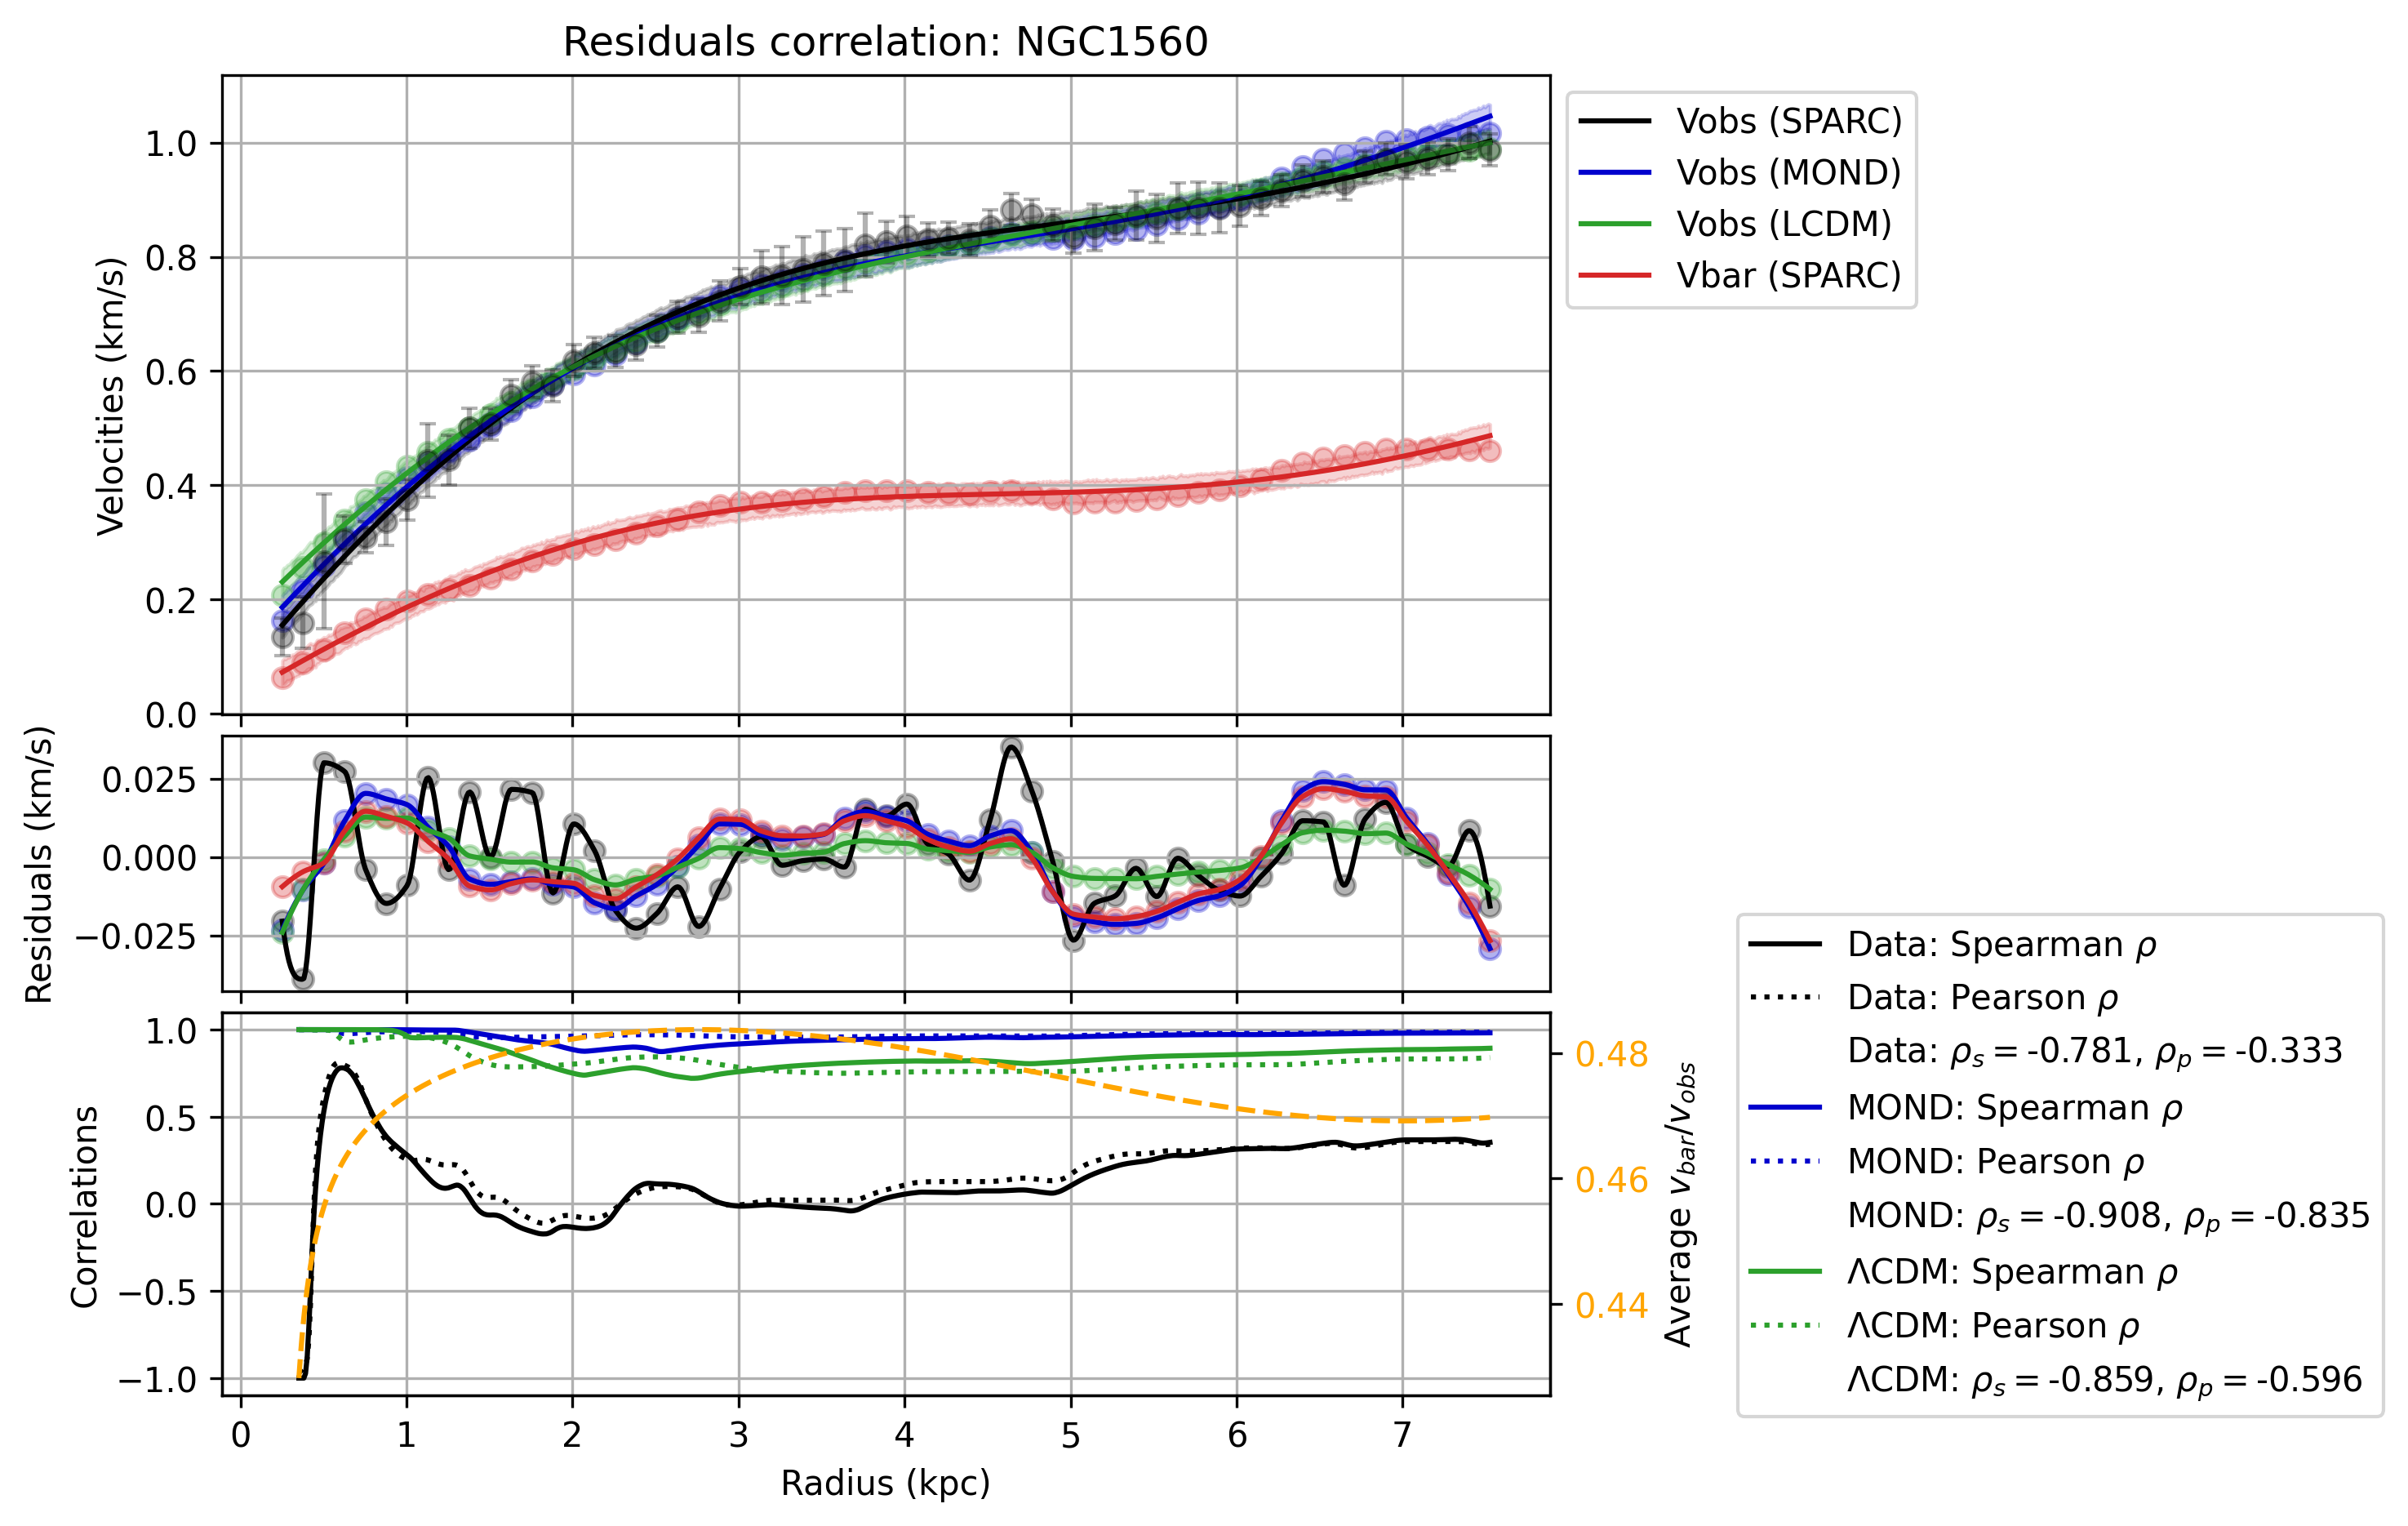 Residuals correlation: NGC1560
Velocities (km/s)
1.0
0.8
0.6
0.4
0.2
0.0
Vobs (SPARC)
Vobs (MOND)
Vobs (LCDM)
Vbar (SPARC)
Residuals (km/s)
0.025
0.000
−0.025
Correlations
1.0
0.5
0.0
−0.5
−1.0
0.48
0.46
0.44
Average v_{bar}/v_{obs}
0 1 2 3 4 5 6 7
Radius (kpc)
Data: Spearman ρ
Data: Pearson ρ
Data: ρ_s = -0.781, ρ_p = -0.333
MOND: Spearman ρ
MOND: Pearson ρ
MOND: ρ_s = -0.908, ρ_p = -0.835
ΛCDM: Spearman ρ
ΛCDM: Pearson ρ
ΛCDM: ρ_s = -0.859, ρ_p = -0.596